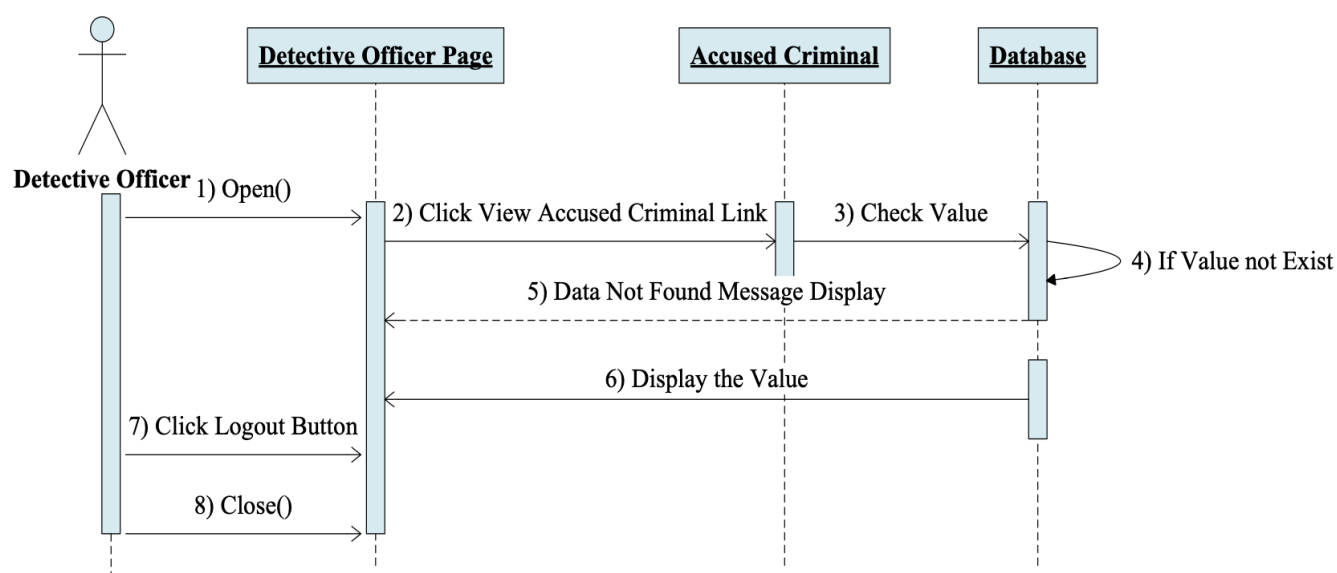 Detective Officer Page
Accused Criminal
Database
Detective Officer
1) Open()
2) Click View Accused Criminal Link
3) Check Value
4) If Value not Exist
5) Data Not Found Message Display
6) Display the Value
7) Click Logout Button
8) Close()